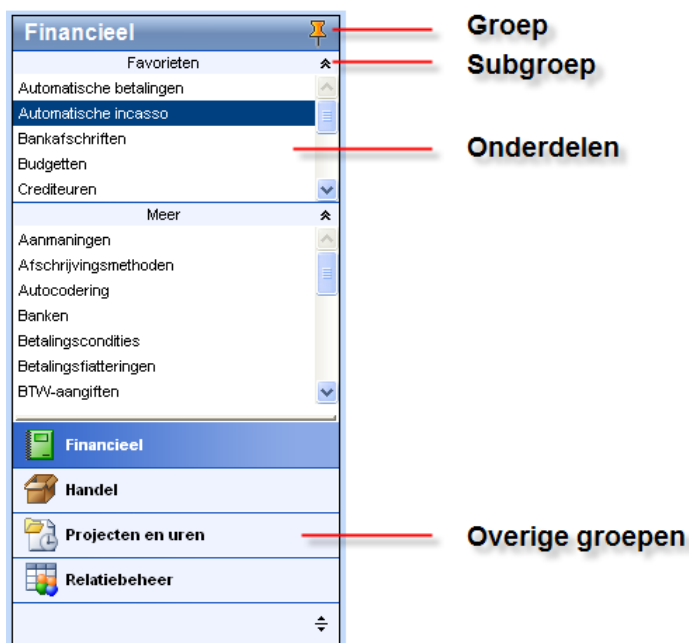 Financieel
Groep
Favorieten
Subgroep
Automatische betalingen
Automatische incasso
Bankafschriften
Onderdelen
Budgetten
Crediteuren
Meer
Aanmaningen
Afschrijvingsmethoden
Autocodering
Banken
Betalingscondities
Betalingsfiatteringen
BTW-aangiften
Financieel
Handel
Projecten en uren
Overige groepen
Relatiebeheer